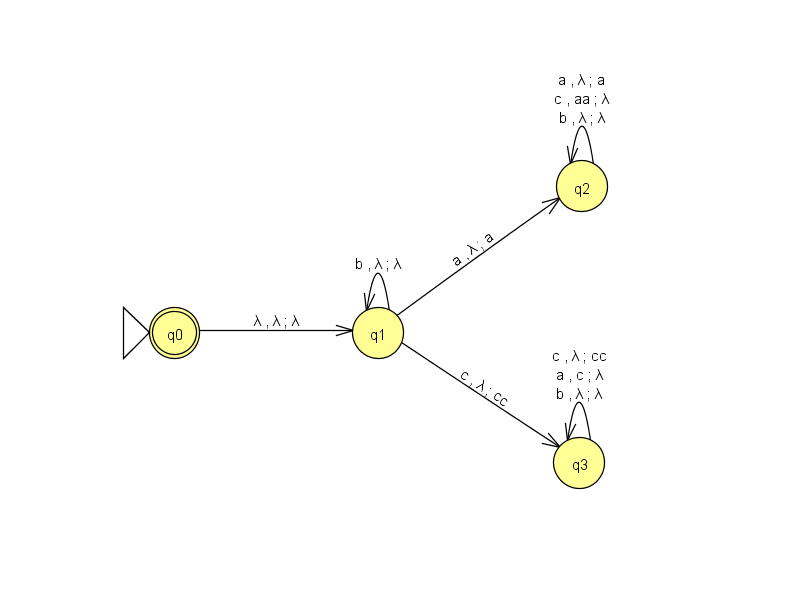 a , λ ; a
c , aa ; λ
b , λ ; λ
q2
a , λ ; a
b , λ ; λ
λ , λ ; λ
q0
q1
c , λ ; cc
c , λ ; cc
a , c ; λ
b , λ ; λ
q3